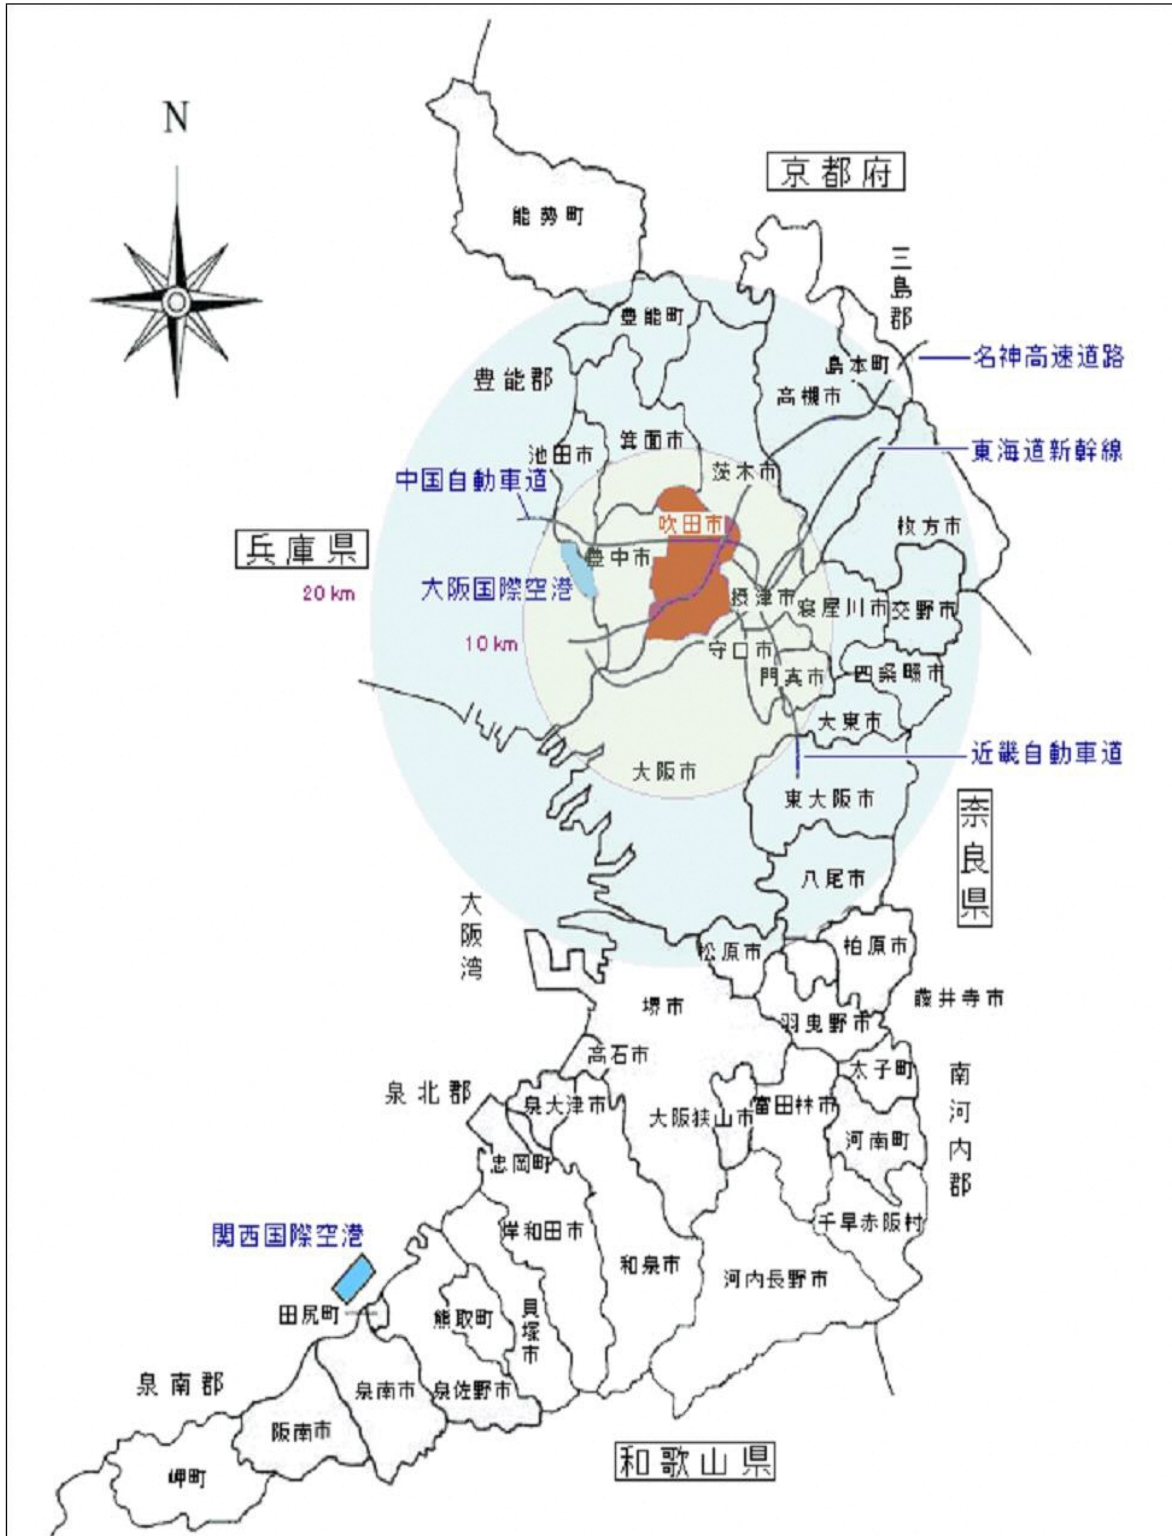 N
京都府
能勢町
三島郡
豊能町
名神高速道路
島本町
豊能郡
高槻市
箕面市
東海道新幹線
池田市
茨木市
中国自動車道
吹田市
枚方市
兵庫県
豊中市
大阪国際空港
20 km
摂津市
寝屋川市
交野市
10 km
守口市
門真市
四条畷市
大東市
近畿自動車道
大阪市
東大阪市
奈良県
八尾市
大阪湾
松原市
柏原市
藤井寺市
堺市
羽曳野市
高石市
太子町
南河内郡
泉北郡
泉大津市
大阪狭山市
富田林市
河南町
忠岡町
千早赤阪村
岸和田市
関西国際空港
和泉市
河内長野市
田尻町
熊取町
貝塚市
泉南郡
泉南市
泉佐野市
阪南市
和歌山県
岬町